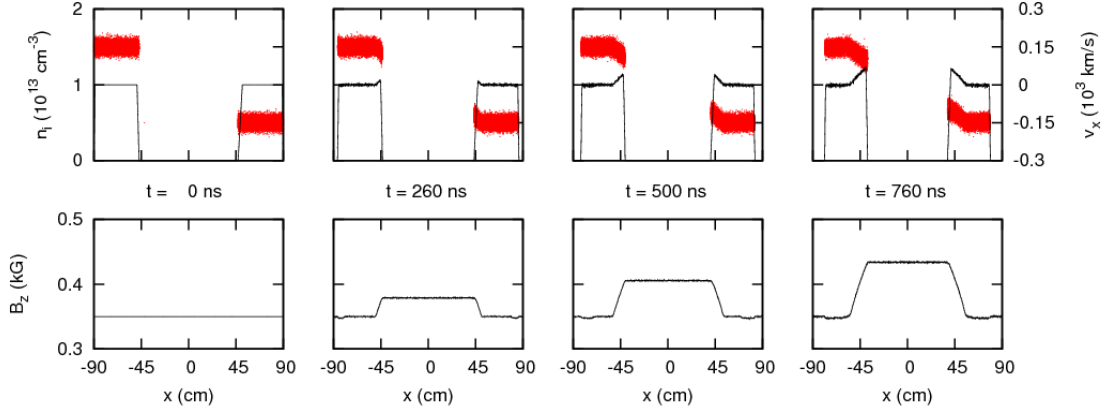 2 0.3
1 0.15 0 -0.15
0 -0.3
n_i (10^13 cm^-3)
v_x (10^3 km/s)
t = 0 ns t = 260 ns t = 500 ns t = 760 ns
0.5
0.4
0.3
B_z (kG)
-90 -45 0 45 90 -90 -45 0 45 90 -90 -45 0 45 90 -90 -45 0 45 90
x (cm) x (cm) x (cm) x (cm)